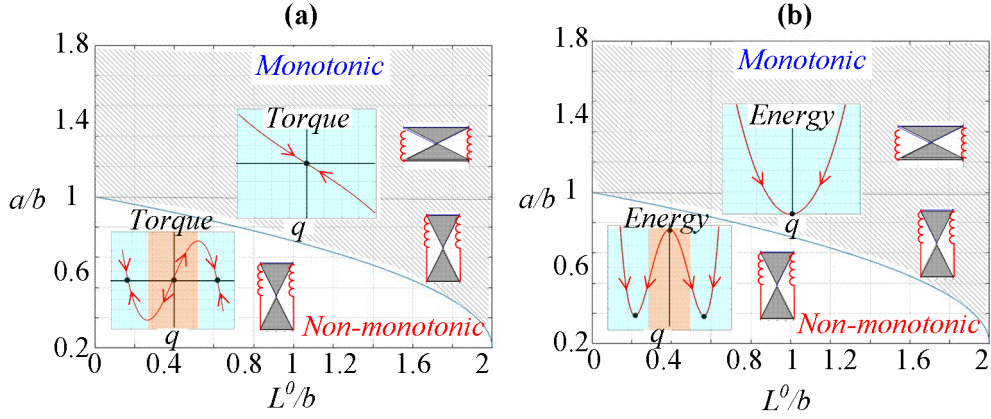 (a)
1.8
1.4
1
0.6
0.2
a/b
Monotonic
Torque
q
Torque
q
Non-monotonic
0
0.4
0.8
1
1.2
1.6
2
L⁰/b
(b)
1.8
1.4
1
0.6
0.2
a/b
Monotonic
Energy
q
Energy
q
Non-monotonic
0
0.4
0.8
1
1.2
1.6
2
L⁰/b